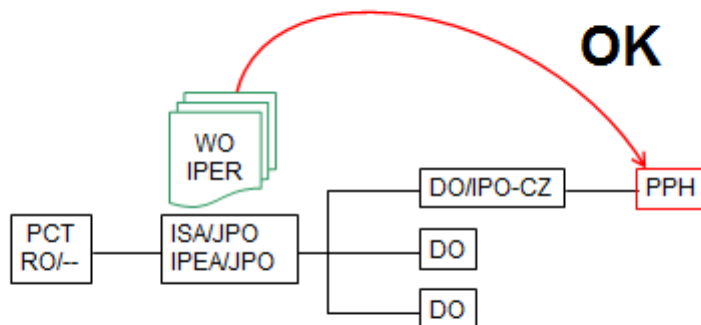 OK
WO
IPER
DO/IPO-CZ
PPH
PCT
RO/--
ISA/JPO
IPEA/JPO
DO
DO